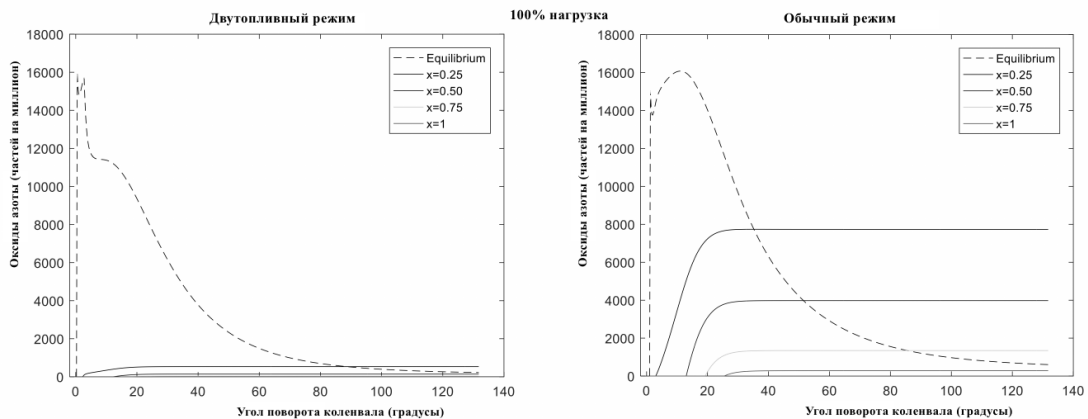 Двутопливный режим
100% нагрузка
Обычный режим
Оксиды азоты (частей на миллион)
18000
16000
14000
12000
10000
8000
6000
4000
2000
0
Equilibrium
x=0.25
x=0.50
x=0.75
x=1
0 20 40 60 80 100 120 140
Угол поворота коленвала (градусы)
Оксиды азоты (частей на миллион)
18000
16000
14000
12000
10000
8000
6000
4000
2000
0
Equilibrium
x=0.25
x=0.50
x=0.75
x=1
0 20 40 60 80 100 120 140
Угол поворота коленвала (градусы)